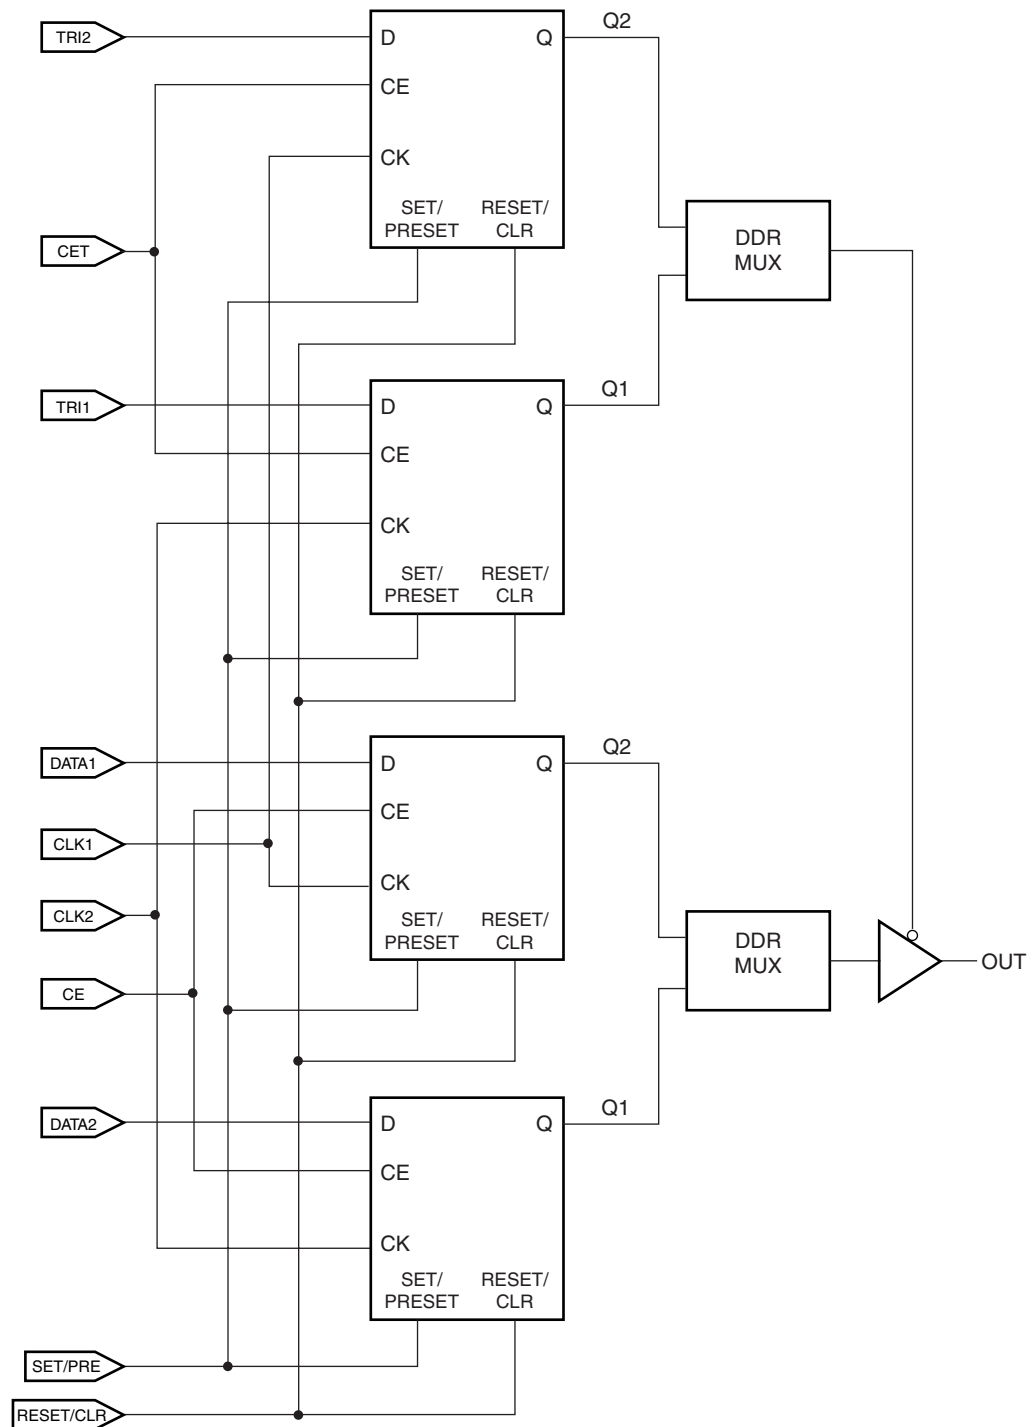 TRI2
D
Q
Q2
CE
CK
SET/
PRESET
RESET/
CLR
CET
DDR
MUX
TRI1
D
Q
Q1
CE
CK
SET/
PRESET
RESET/
CLR
DATA1
D
Q
Q2
CE
CLK1
CK
CLK2
SET/
PRESET
RESET/
CLR
DDR
MUX
OUT
CE
DATA2
D
Q
Q1
CE
CK
SET/
PRESET
RESET/
CLR
SET/PRE
RESET/CLR